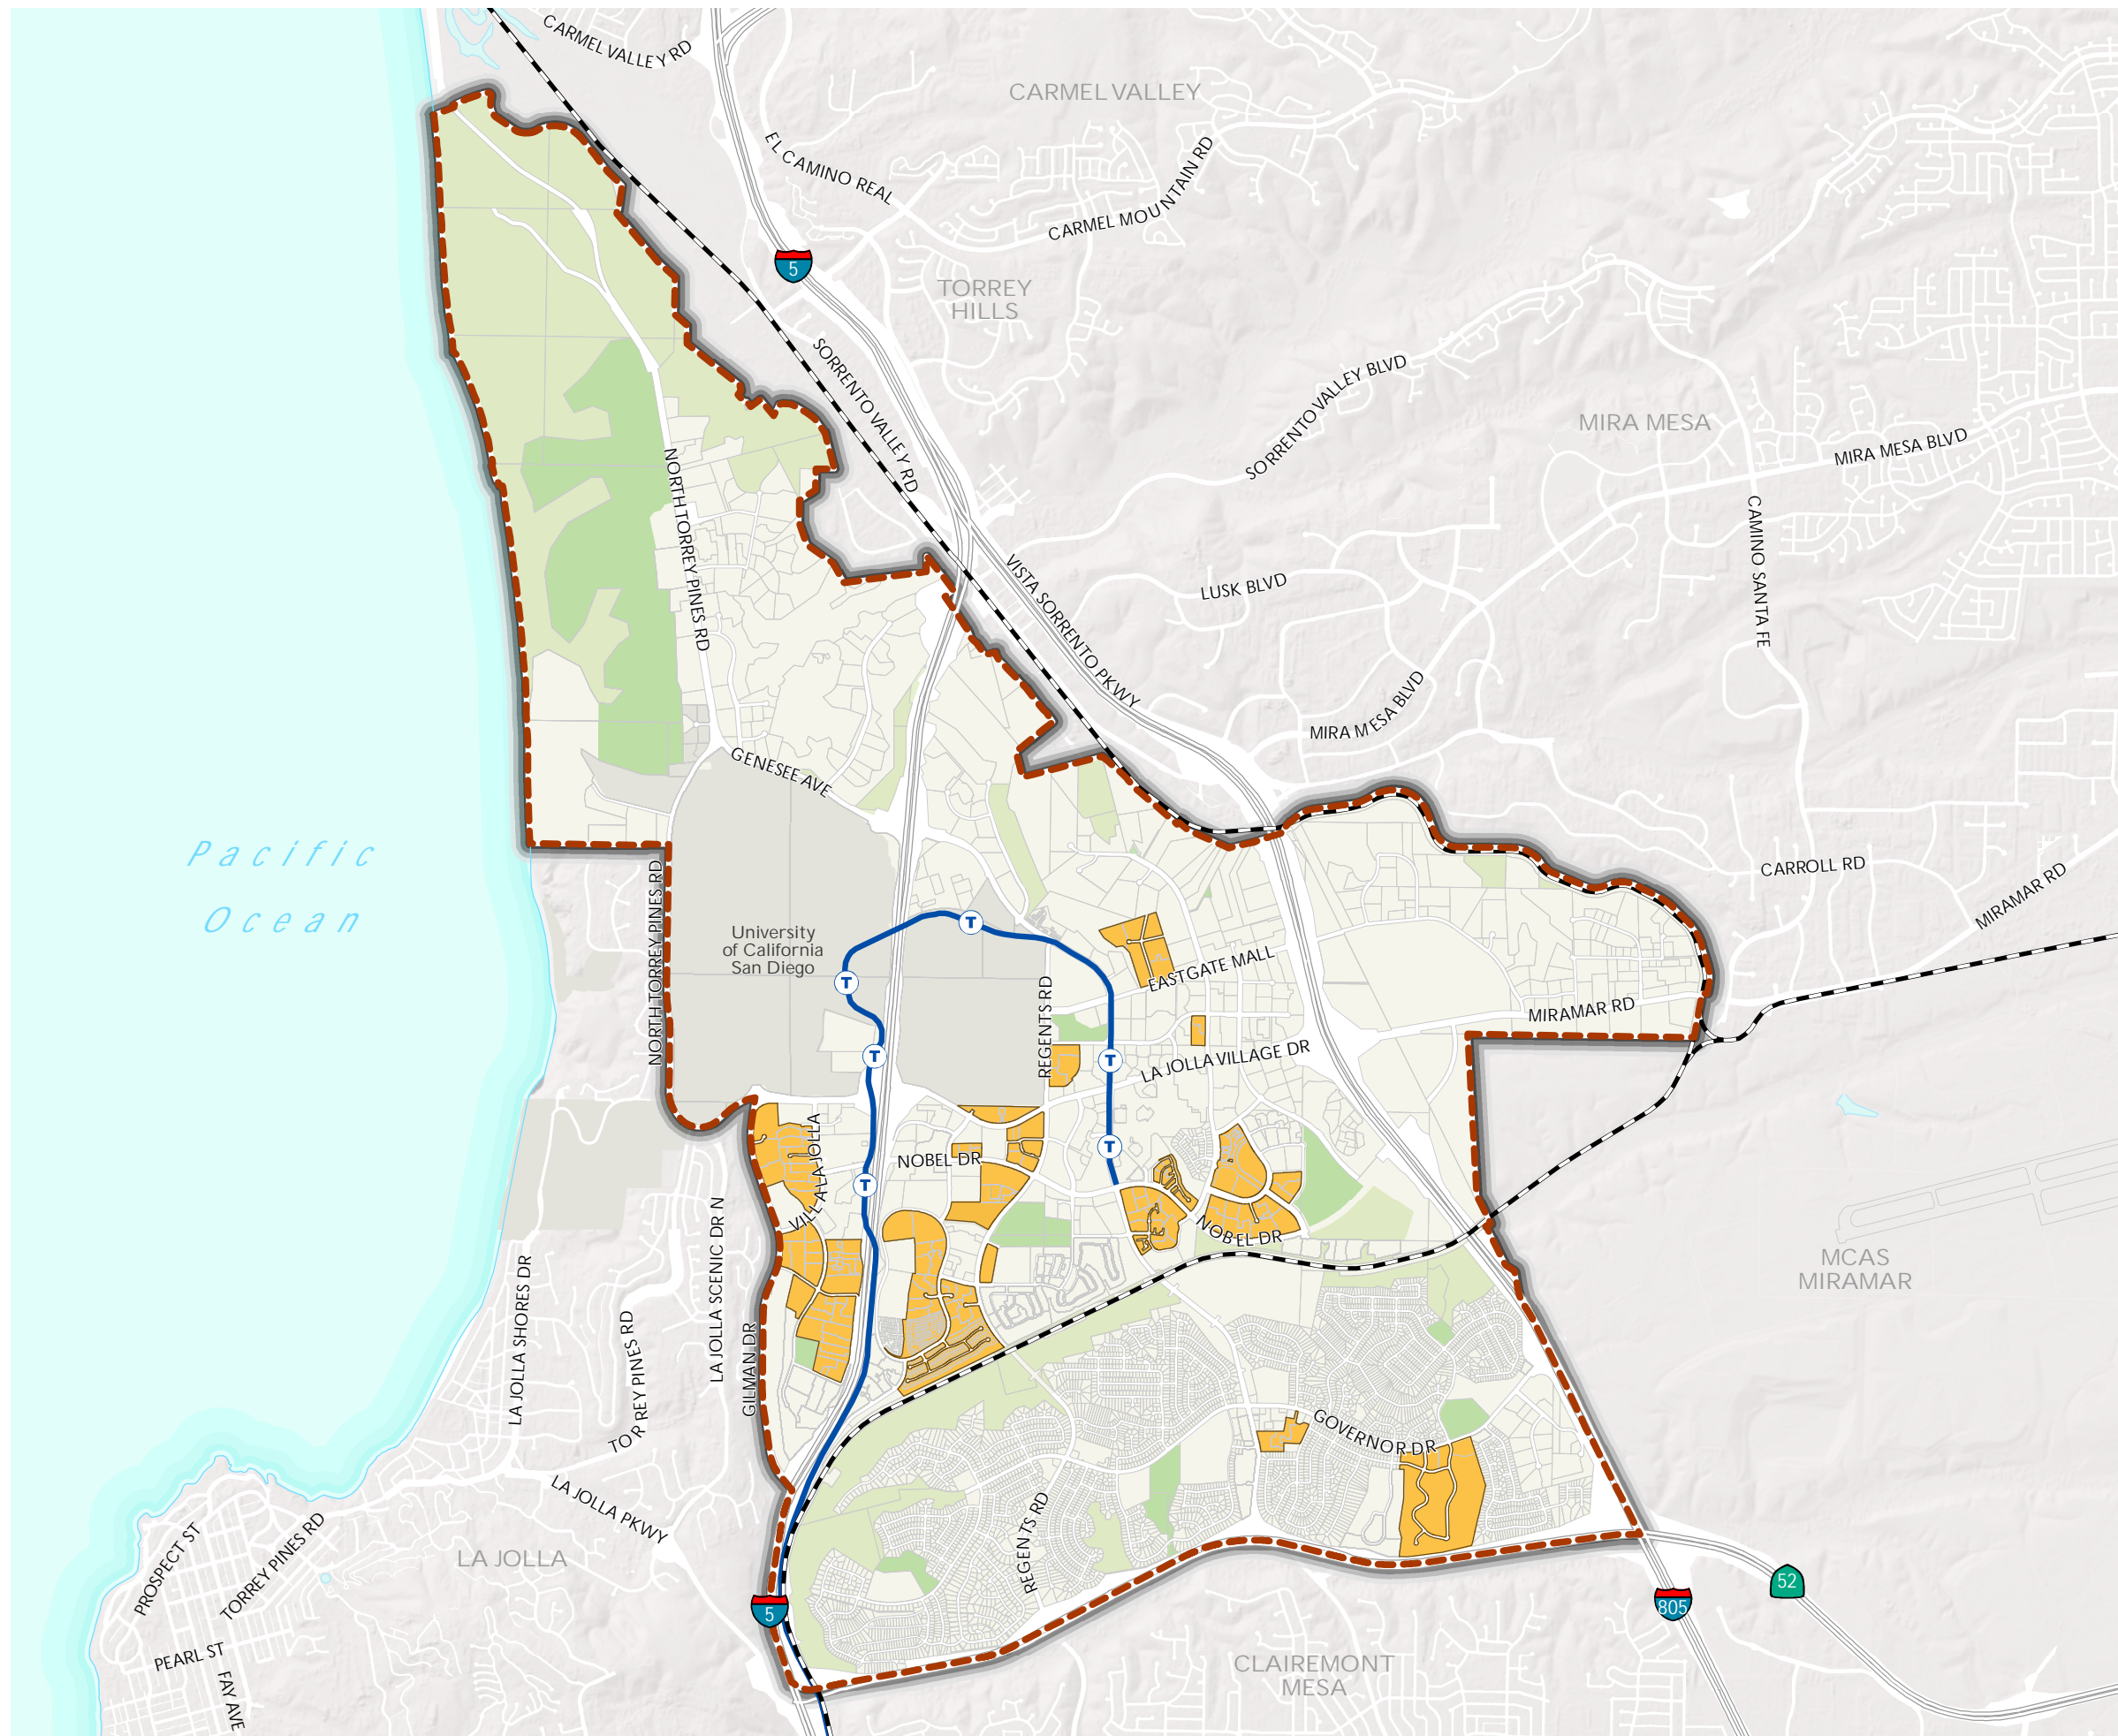 CARMEL VALLEY RD
CARMEL VALLEY
EL CAMINO REAL
CARMEL MOUNTAIN RD
5
TORREY
HILLS
SORRENTO VALLEY RD
SORRENTO VALLEY BLVD
MIRA MESA
MIRA MESA BLVD
NORTH TORREY PINES RD
CAMINO SANTA FE
VISTA SORRENTO PKWY
LUSK BLVD
MIRA MESA BLVD
GENESEE AVE
Pacific
Ocean
CARROLL RD
MIRAMAR RD
NORTH TORREY PINES RD
University
of California
San Diego
T
T
T
T
T
T
EASTGATE MALL
REGENTS RD
MIRAMAR RD
LA JOLLA VILLAGE DR
VILLA LA JOLLA
NOBEL DR
NOBEL DR
MCAS
MIRAMAR
LA JOLLA SHORES DR
TORREY PINES RD
LA JOLLA SCENIC DR N
GILMAN DR
GOVERNOR DR
REGENTS RD
LA JOLLA PKWY
PROSPECT ST
TORREY PINES RD
LA JOLLA
PEARL ST
FAY AVE
5
805
52
CLAIREMONT
MESA